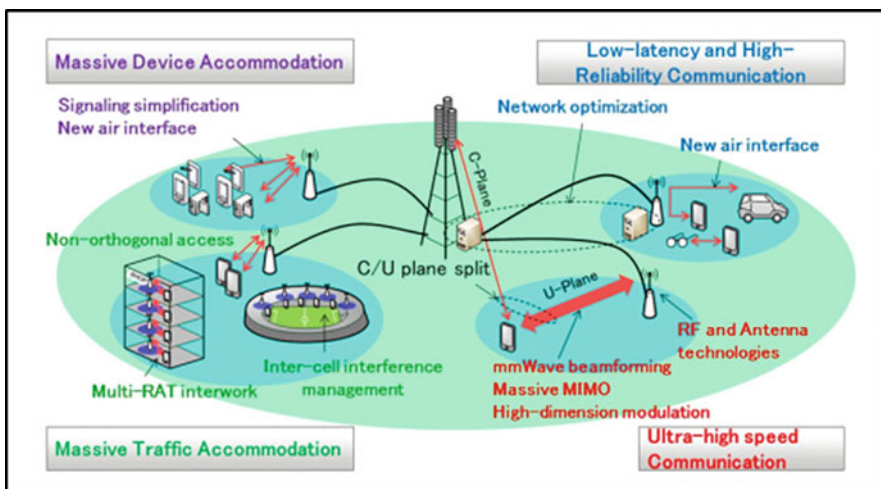 Massive Device Accommodation
Low-latency and High-
Reliability Communication
Signaling simplification
New air interface
Network optimization
New air interface
C-Plane
Non-orthogonal access
C/U plane split
U-Plane
RF and Antenna
technologies
Inter-cell interference
management
Multi-RAT interwork
mmWave beamforming
Massive MIMO
High-dimension modulation
Massive Traffic Accommodation
Ultra-high speed
Communication